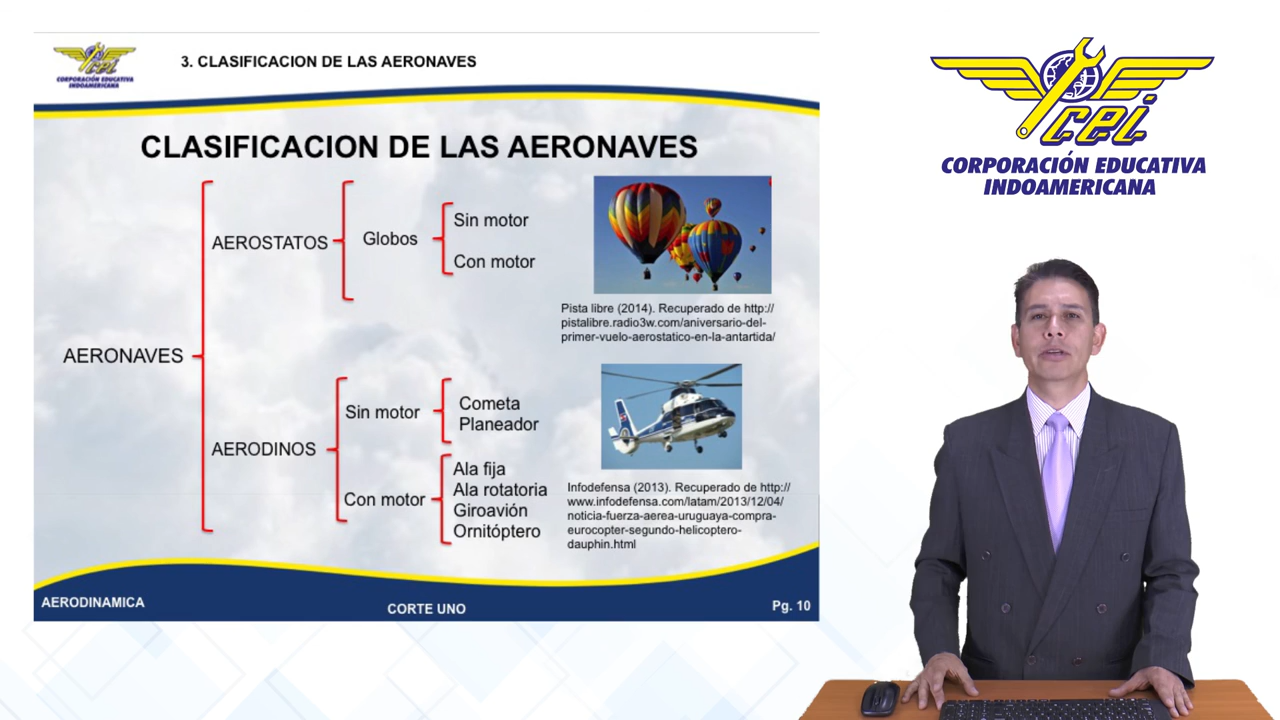 CORPORACIÓN EDUCATIVA
INDOAMERICANA
3. CLASIFICACION DE LAS AERONAVES
CLASIFICACION DE LAS AERONAVES
AERONAVES
AEROSTATOS
Globos
Sin motor
Con motor
Pista libre (2014). Recuperado de http://
pistalibre.radio3w.com/aniversario-del-
primer-vuelo-aerostatico-en-la-antartida/
AERODINOS
Sin motor
Cometa
Planeador
Con motor
Ala fija
Ala rotatoria
Giroavión
Ornitóptero
Infodefensa (2013). Recuperado de http://
www.infodefensa.com/latam/2013/12/04/
noticia-fuerza-aerea-uruguaya-compra-
eurocopter-segundo-helicoptero-
dauphin.html
AERODINAMICA
CORTE UNO
Pg. 10
cei
CORPORACIÓN EDUCATIVA
INDOAMERICANA